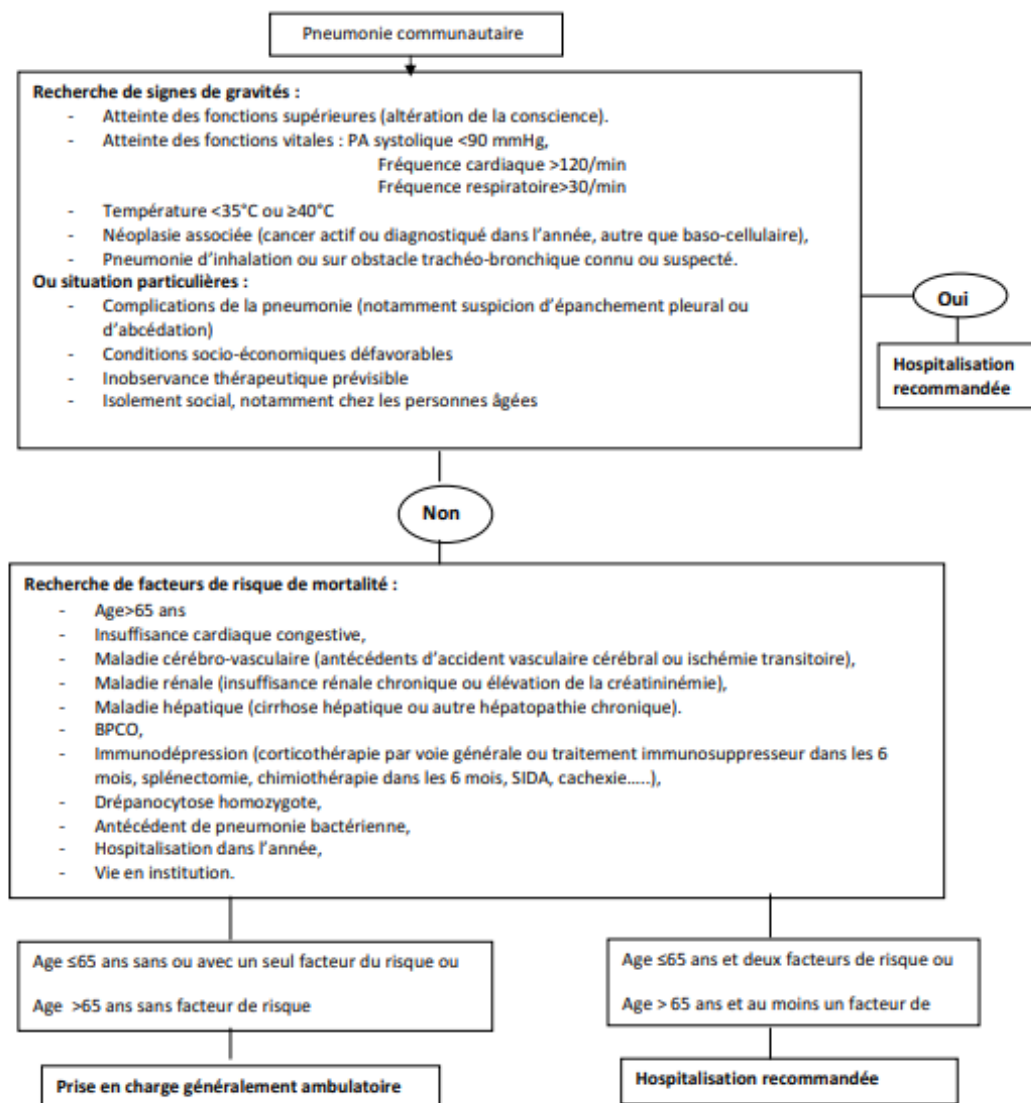 Pneumonie communautaire
Recherche de signes de gravités :
- Atteinte des fonctions supérieures (altération de la conscience).
- Atteinte des fonctions vitales : PA systolique <90 mmHg,
Fréquence cardiaque >120/min
Fréquence respiratoire>30/min
- Température <35°C ou ≥40°C
- Néoplasie associée (cancer actif ou diagnostiqué dans l'année, autre que baso-cellulaire),
- Pneumonie d'inhalation ou sur obstacle trachéo-bronchique connu ou suspecté.
Ou situation particulières :
- Complications de la pneumonie (notamment suspicion d'épanchement pleural ou
d'abcédation)
- Conditions socio-économiques défavorables
- Inobservance thérapeutique prévisible
- Isolement social, notamment chez les personnes âgées
Oui
Hospitalisation
recommandée
Non
Recherche de facteurs de risque de mortalité :
- Age>65 ans
- Insuffisance cardiaque congestive,
- Maladie cérébro-vasculaire (antécédents d'accident vasculaire cérébral ou ischémie transitoire),
- Maladie rénale (insuffisance rénale chronique ou élévation de la créatininémie),
- Maladie hépatique (cirrhose hépatique ou autre hépatopathie chronique).
- BPCO,
- Immunodépression (corticothérapie par voie générale ou traitement immunosuppresseur dans les 6
mois, splénectomie, chimiothérapie dans les 6 mois, SIDA, cachexie…..),
- Drépanocytose homozygote,
- Antécédent de pneumonie bactérienne,
- Hospitalisation dans l'année,
- Vie en institution.
Age ≤65 ans sans ou avec un seul facteur du risque ou
Age >65 ans sans facteur de risque
Age ≤65 ans et deux facteurs de risque ou
Age > 65 ans et au moins un facteur de
Prise en charge généralement ambulatoire
Hospitalisation recommandée